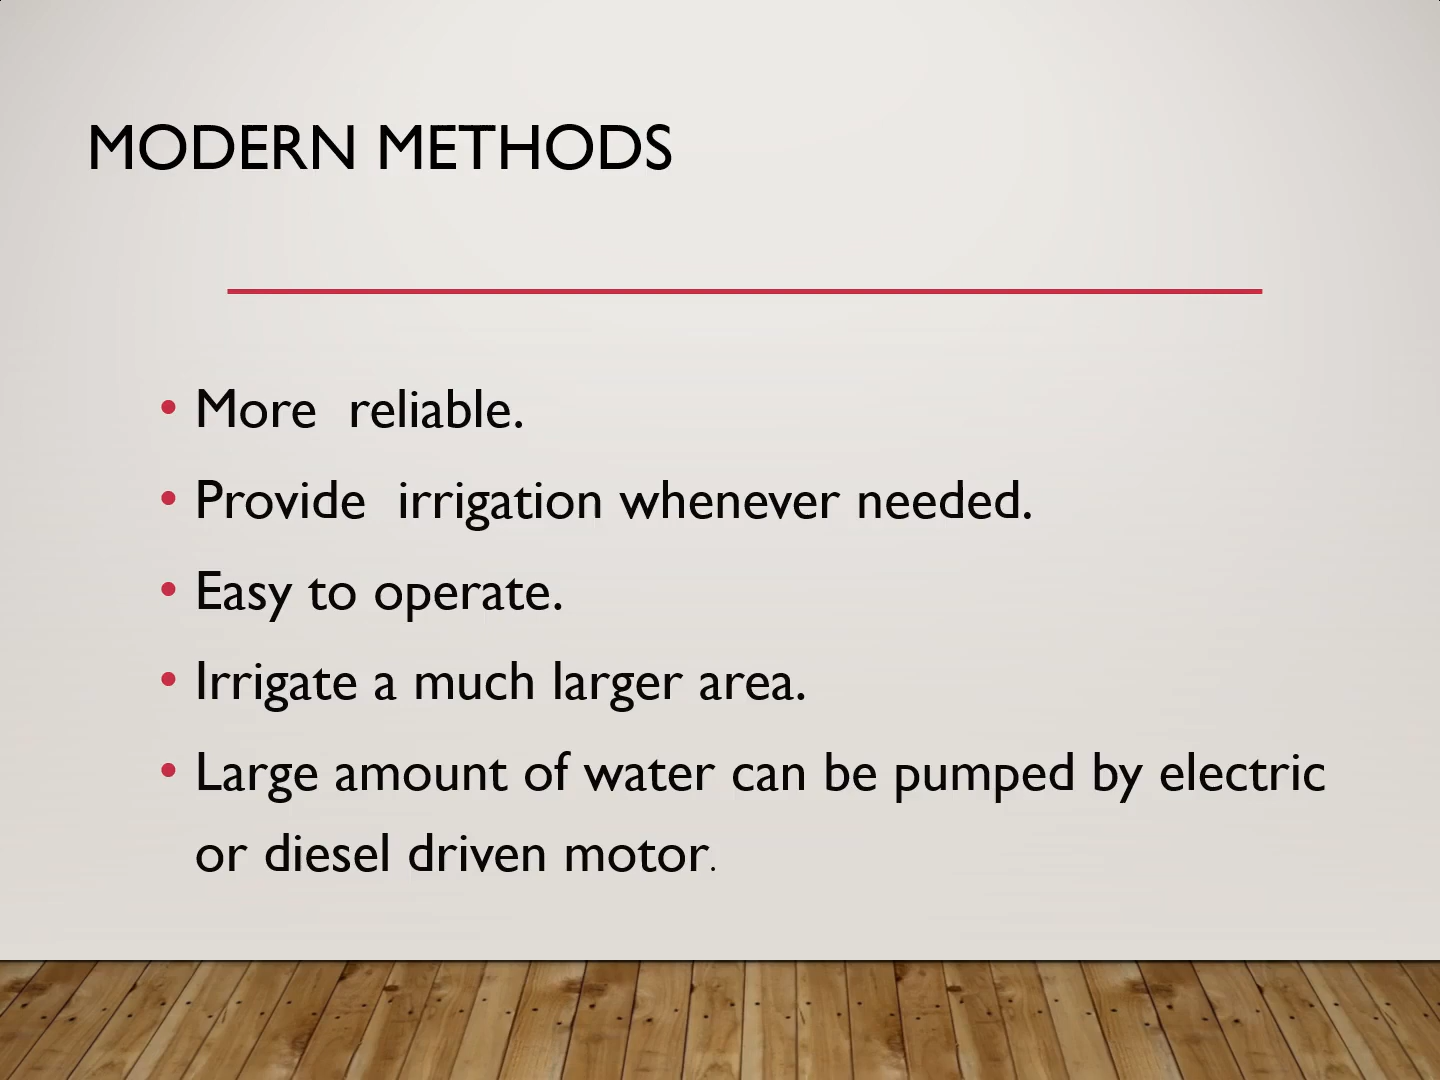 MODERN METHODS
• More  reliable.
• Provide  irrigation whenever needed.
• Easy to operate.
• Irrigate a much larger area.
• Large amount of water can be pumped by electric
or diesel driven motor.